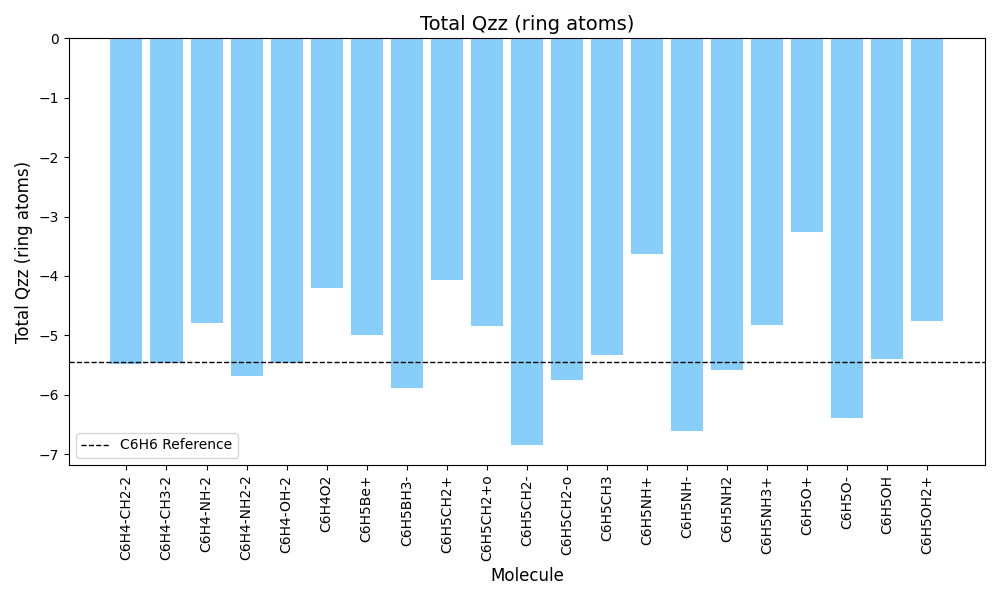 Total Qzz (ring atoms)
Total Qzz (ring atoms)
0
−1
−2
−3
−4
−5
−6
−7
C6H6 Reference
C6H4-CH2-2
C6H4-CH3-2
C6H4-NH-2
C6H4-NH2-2
C6H4-OH-2
C6H4O2
C6H5Be+
C6H5BH3-
C6H5CH2+
C6H5CH2+o
C6H5CH2-
C6H5CH2-o
C6H5CH3
C6H5NH+
C6H5NH-
C6H5NH2
C6H5NH3+
C6H5O+
C6H5O-
C6H5OH
C6H5OH2+
Molecule